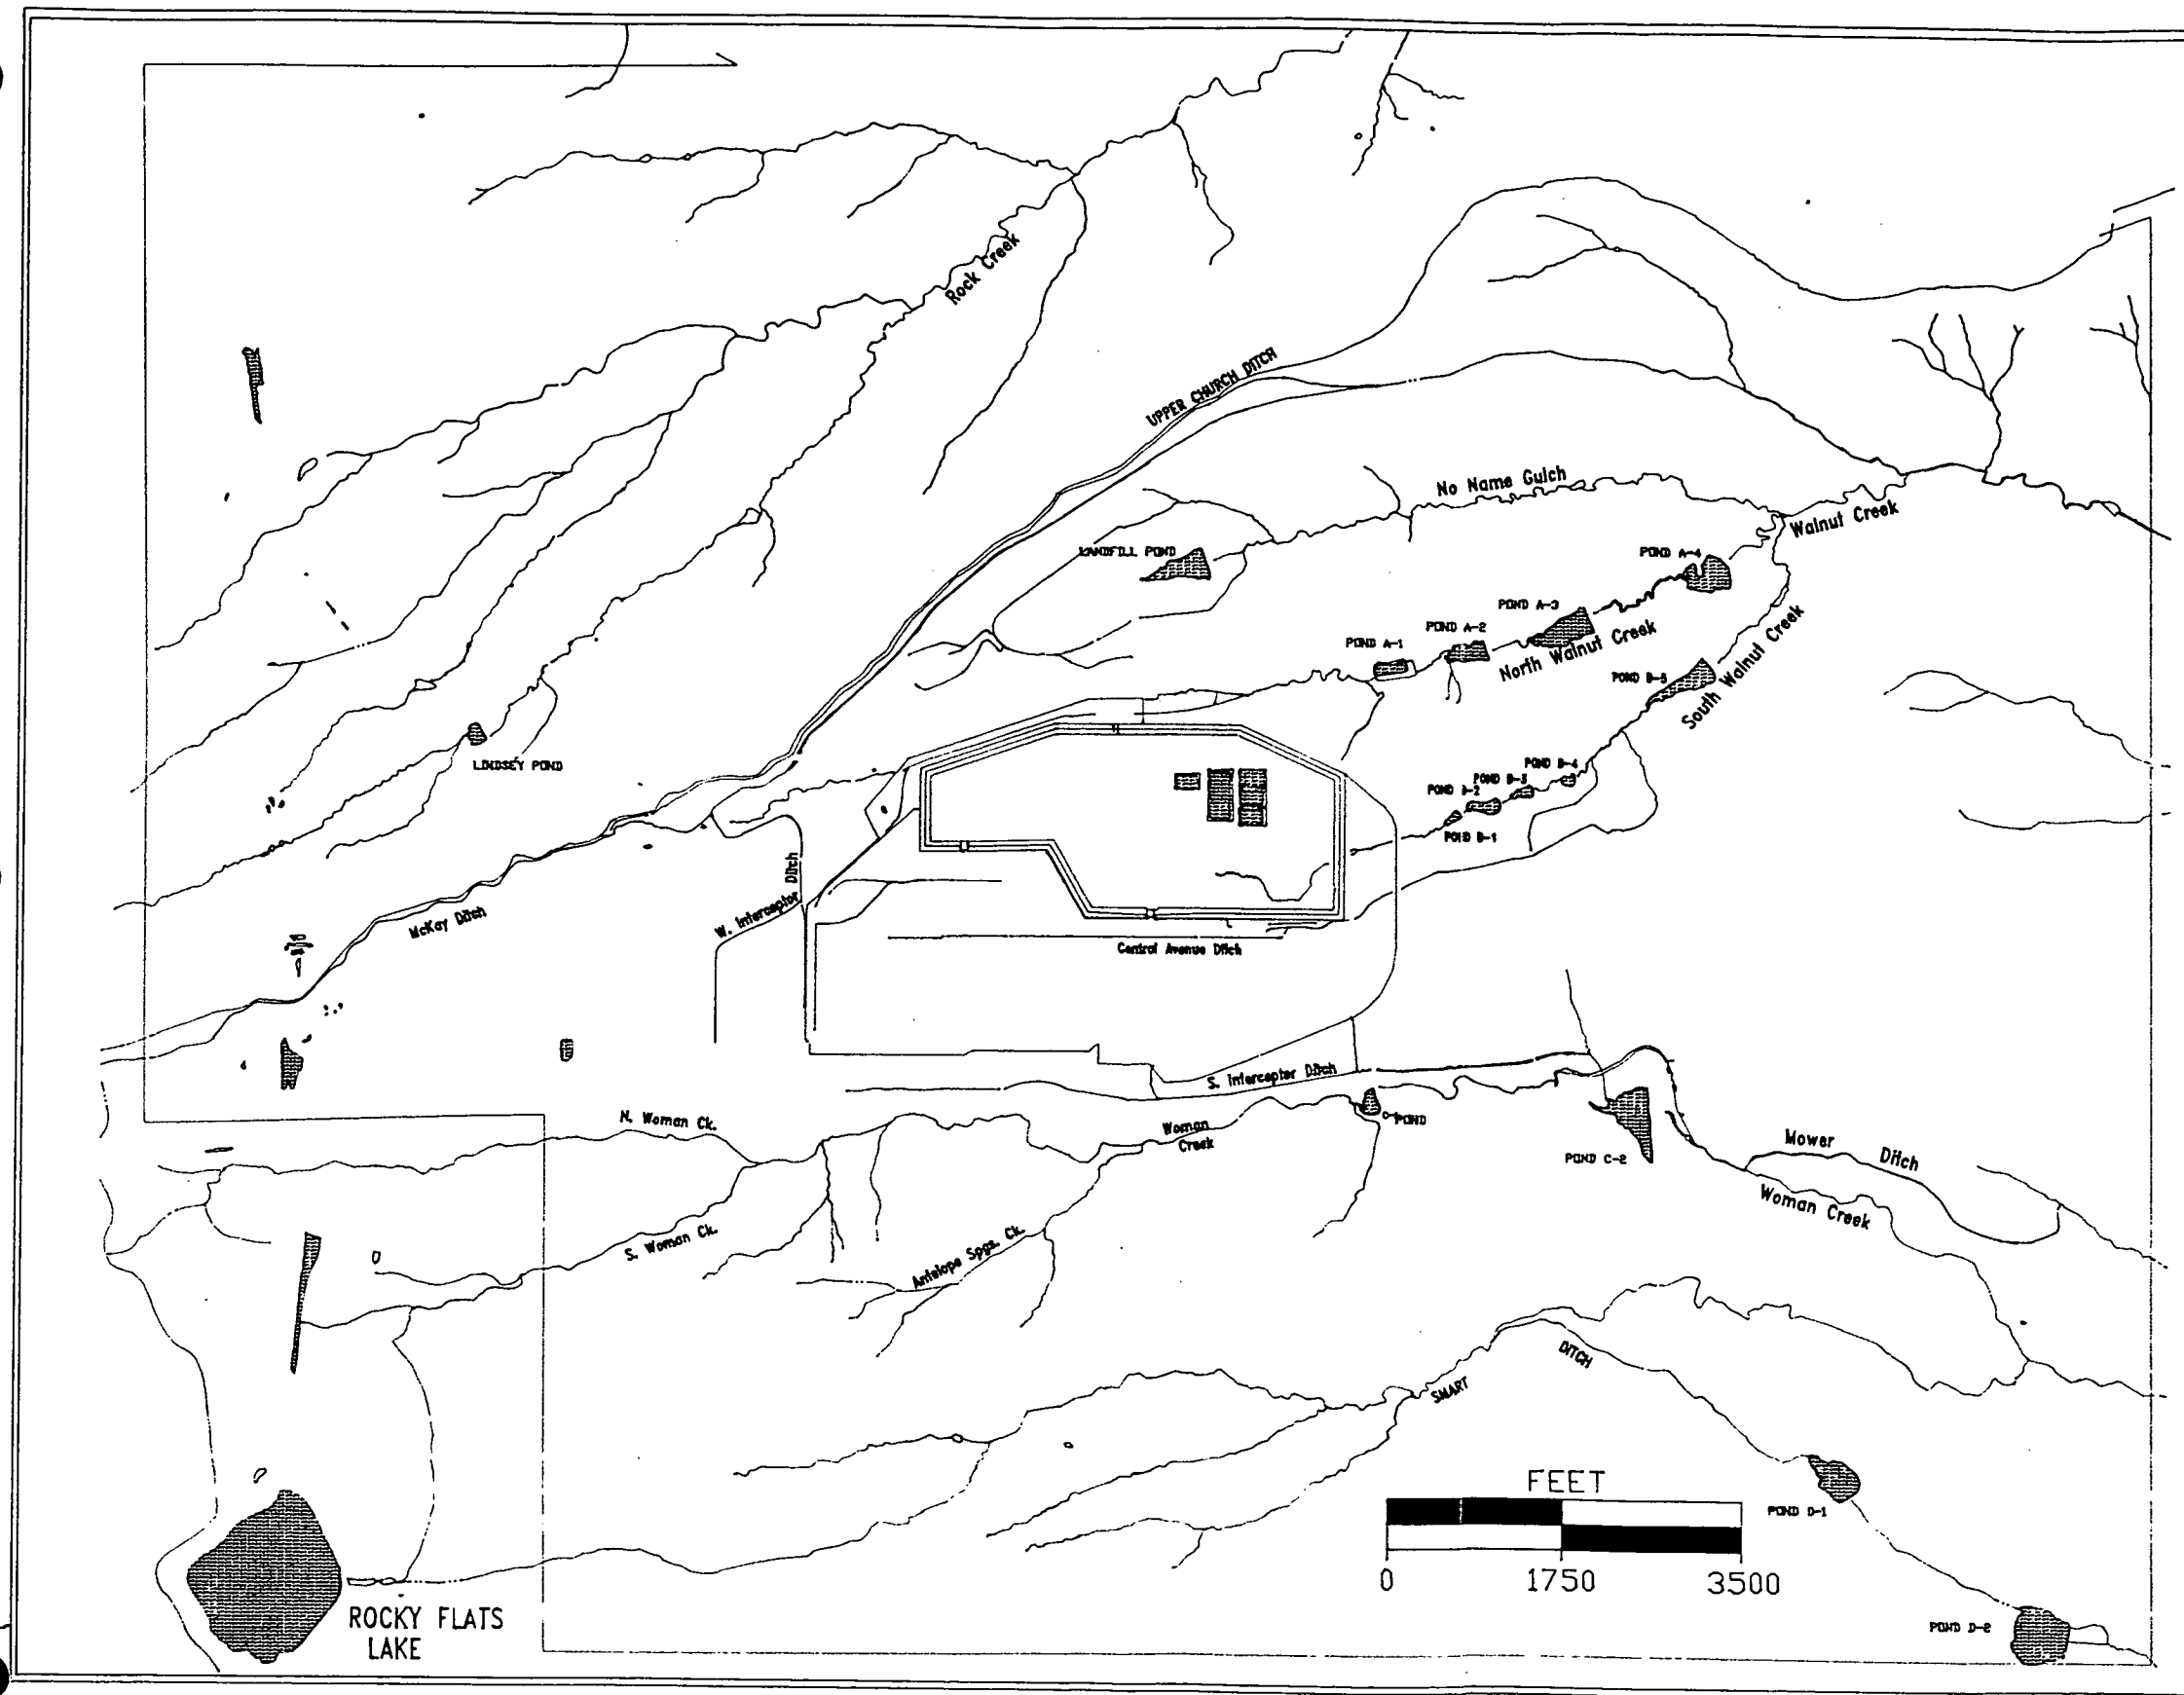 Rock Creek
UPPER CHURCH DITCH
No Name Gulch
Walnut Creek
LANDFILL POND
POND A-4
POND A-3
POND A-2
POND A-1
North Walnut Creek
POND B-5
South Walnut Creek
LINDSEY POND
POND B-4
POND B-3
POND B-2
POND B-1
McKay Ditch
W. Interceptor Ditch
Central Avenue Ditch
S. Interceptor Ditch
N. Woman Ck.
Woman
Creek
C-1 POND
POND C-2
Mower Ditch
Woman Creek
S. Woman Ck.
Antelope Spgs. Ck.
SMART DITCH
FEET
0 1750 3500
POND D-1
POND D-2
ROCKY FLATS
LAKE